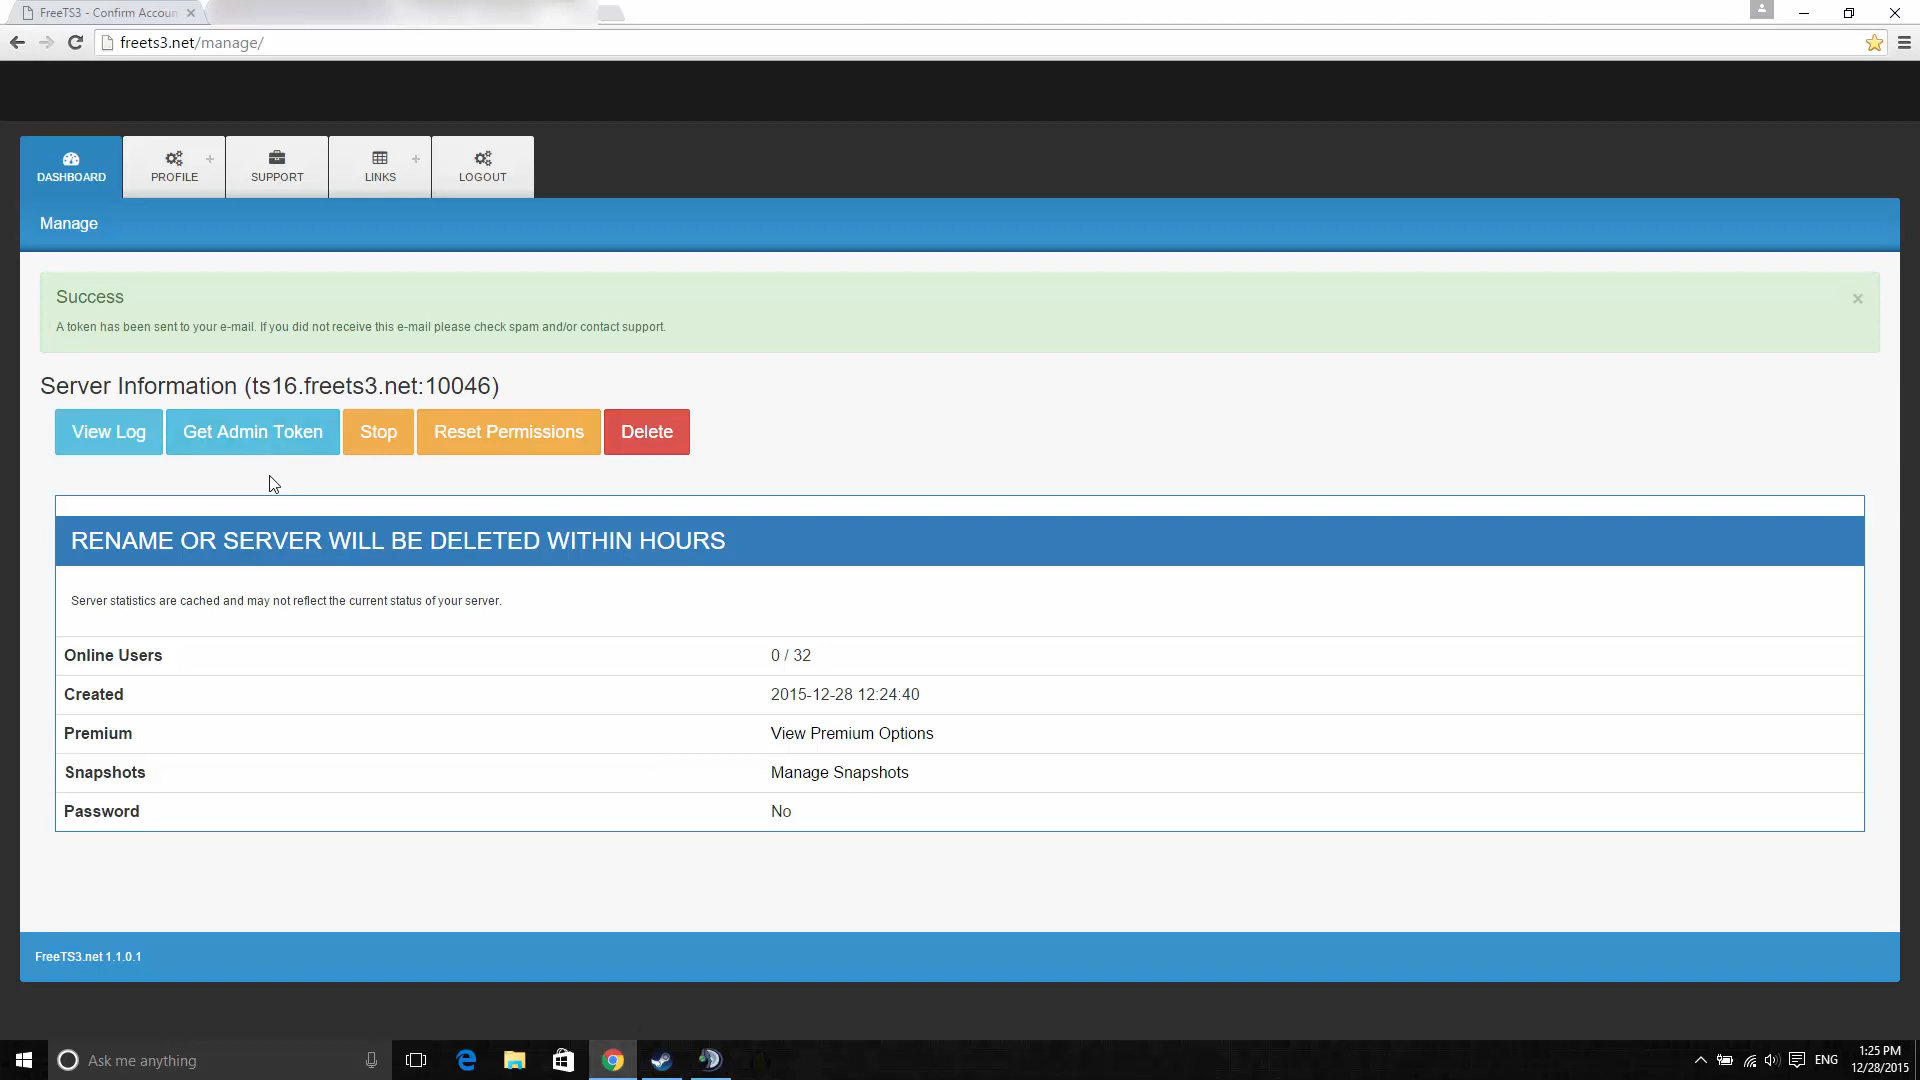 FreeTS3 - Confirm Accoun
freets3.net/manage/
DASHBOARD
PROFILE
SUPPORT
LINKS
LOGOUT
Manage
Success
A token has been sent to your e-mail. If you did not receive this e-mail please check spam and/or contact support.
Server Information (ts16.freets3.net:10046)
View Log
Get Admin Token
Stop
Reset Permissions
Delete
RENAME OR SERVER WILL BE DELETED WITHIN HOURS
Server statistics are cached and may not reflect the current status of your server.
Online Users 0 / 32
Created 2015-12-28 12:24:40
Premium View Premium Options
Snapshots Manage Snapshots
Password No
FreeTS3.net 1.1.0.1
Ask me anything
ENG
1:25 PM
12/28/2015